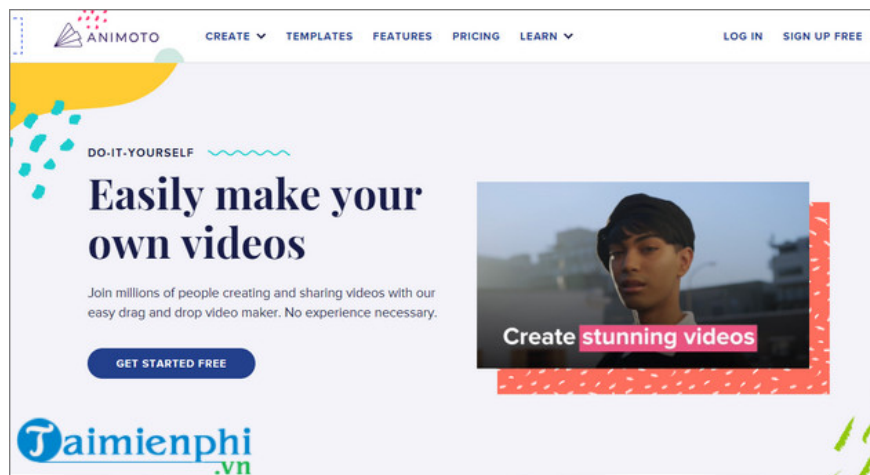 ANIMOTO
CREATE
TEMPLATES
FEATURES
PRICING
LEARN
LOG IN
SIGN UP FREE
DO-IT-YOURSELF
Easily make your
own videos
Join millions of people creating and sharing videos with our
easy drag and drop video maker. No experience necessary.
GET STARTED FREE
Create stunning videos
Taimienphi
.vn